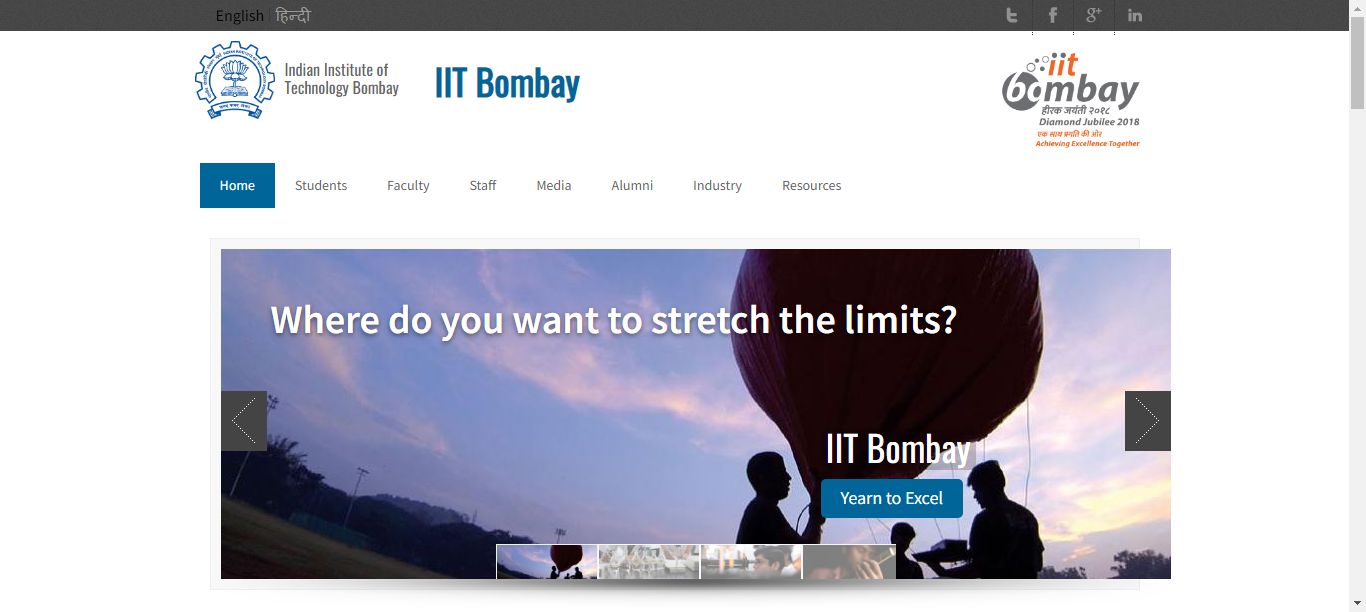 English हिन्दी
Indian Institute of
Technology Bombay
IIT Bombay
iit
bombay
हीरक जयंती २०१८
Diamond Jubilee 2018
एक साथ प्रगति की ओर
Achieving Excellence Together
Home Students Faculty Staff Media Alumni Industry Resources
Where do you want to stretch the limits?
IIT Bombay
Yearn to Excel